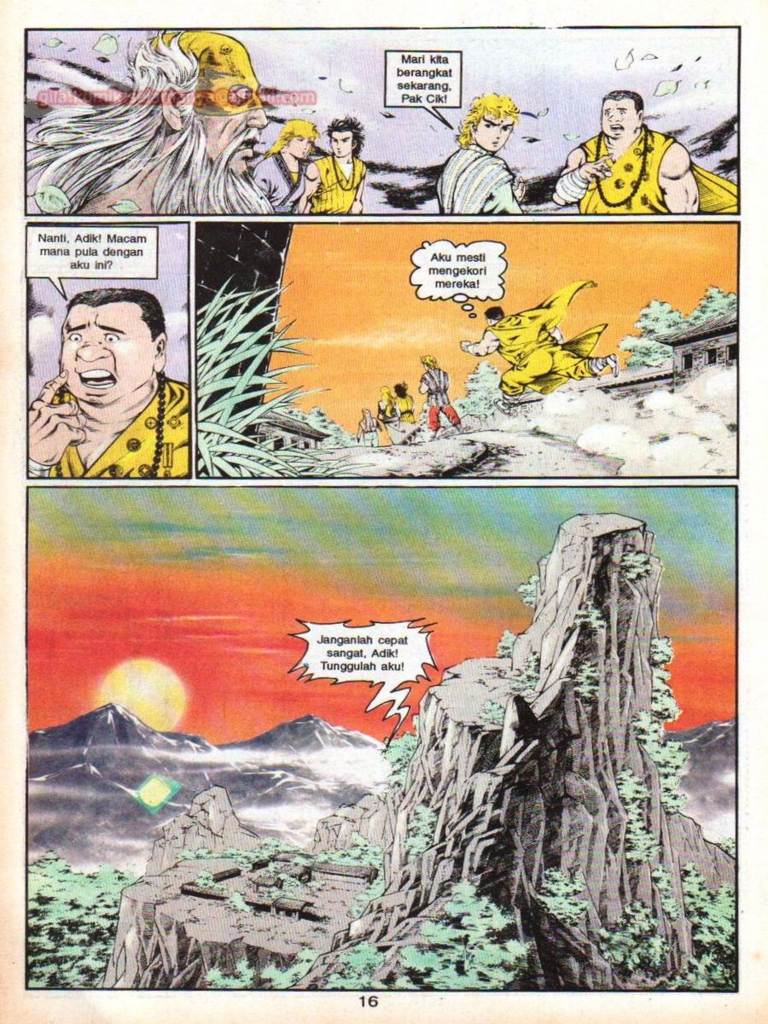 Mari kita
berangkat
sekarang,
Pak Cik!
Nanti, Adik! Macam
mana pula dengan
aku ini?
Aku mesti
mengekori
mereka!
Janganlah cepat
sangat, Adik!
Tunggulah aku!
16